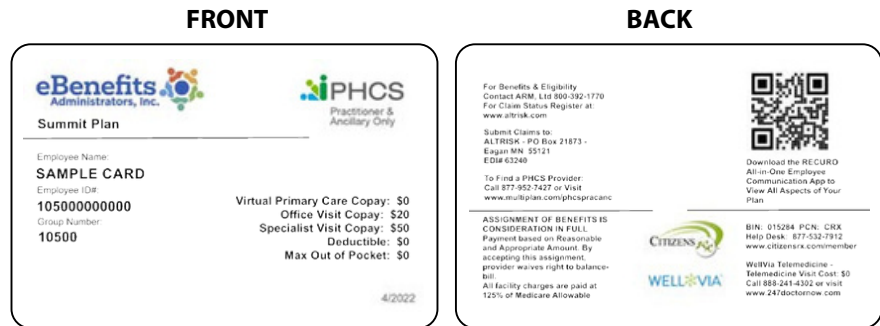 FRONT
BACK
eBenefits
Administrators, Inc.
Summit Plan
PHCS
Practitioner &
Ancillary Only
Employee Name:
SAMPLE CARD
Employee ID#:
105000000000
Group Number:
10500
Virtual Primary Care Copay: $0
Office Visit Copay: $20
Specialist Visit Copay: $50
Deductible: $0
Max Out of Pocket: $0
4/2022
For Benefits & Eligibility
Contact ARM, Ltd 800-392-1770
For Claim Status Register at:
www.altrisk.com
Submit Claims to:
ALTRISK - PO Box 21873 -
Eagan MN 55121
EDI# 63240
To Find a PHCS Provider:
Call 877-952-7427 or Visit
www.multiplan.com/phcspracanc
Download the RECURO
All-in-One Employee
Communication App to
View All Aspects of Your
Plan
ASSIGNMENT OF BENEFITS IS
CONSIDERATION IN FULL
Payment based on Reasonable
and Appropriate Amount. By
accepting this assignment,
provider waives right to balance-
bill.
All facility charges are paid at
125% of Medicare Allowable
CITIZENS Rx
WELLVIA
BIN: 015284 PCN: CRX
Help Desk: 877-532-7912
www.citizensrx.com/member
WellVia Telemedicine -
Telemedicine Visit Cost: $0
Call 888-241-4302 or visit
www.247doctornow.com